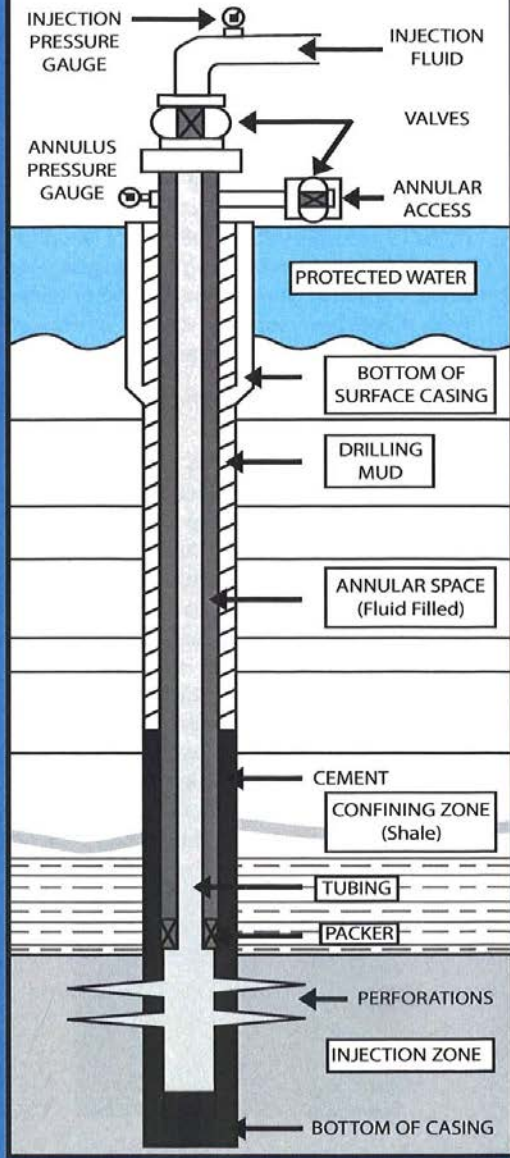 INJECTION
PRESSURE
GAUGE
INJECTION
FLUID
VALVES
ANNULUS
PRESSURE
GAUGE
ANNULAR
ACCESS
PROTECTED WATER
BOTTOM OF
SURFACE CASING
DRILLING
MUD
ANNULAR SPACE
(Fluid Filled)
CEMENT
CONFINING ZONE
(Shale)
TUBING
PACKER
PERFORATIONS
INJECTION ZONE
BOTTOM OF CASING